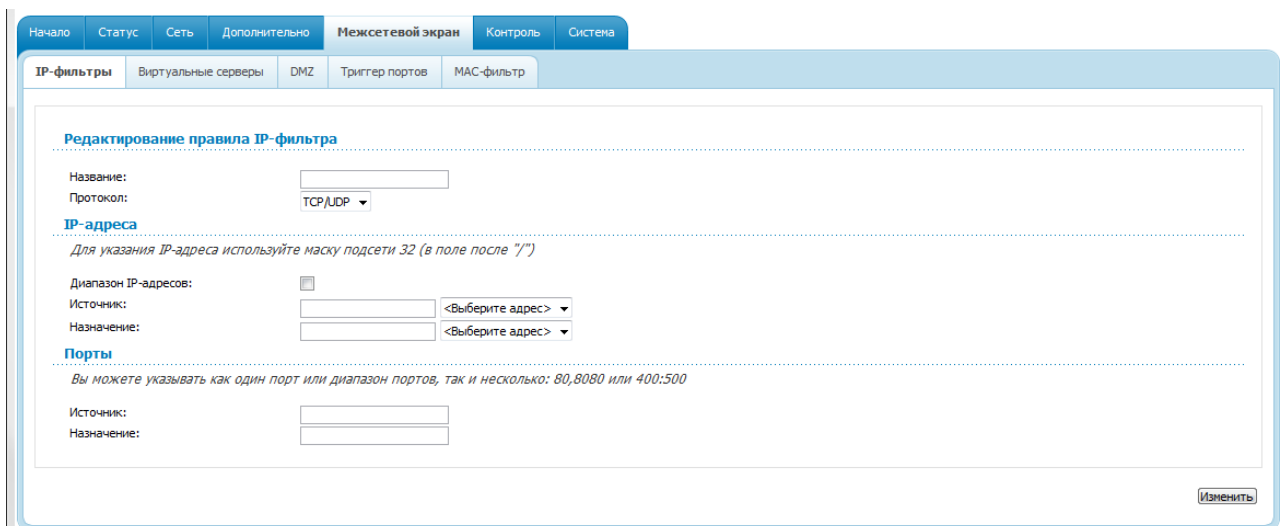 Начало Статус Сеть Дополнительно Межсетевой экран Контроль Система
IP-фильтры Виртуальные серверы DMZ Триггер портов МАС-фильтр
Редактирование правила IP-фильтра
Название:
Протокол: TCP/UDP
IP-адреса
Для указания IP-адреса используйте маску подсети 32 (в поле после "/")
Диапазон IP-адресов:
Источник: <Выберите адрес>
Назначение: <Выберите адрес>
Порты
Вы можете указывать как один порт или диапазон портов, так и несколько: 80,8080 или 400:500
Источник:
Назначение:
Изменить